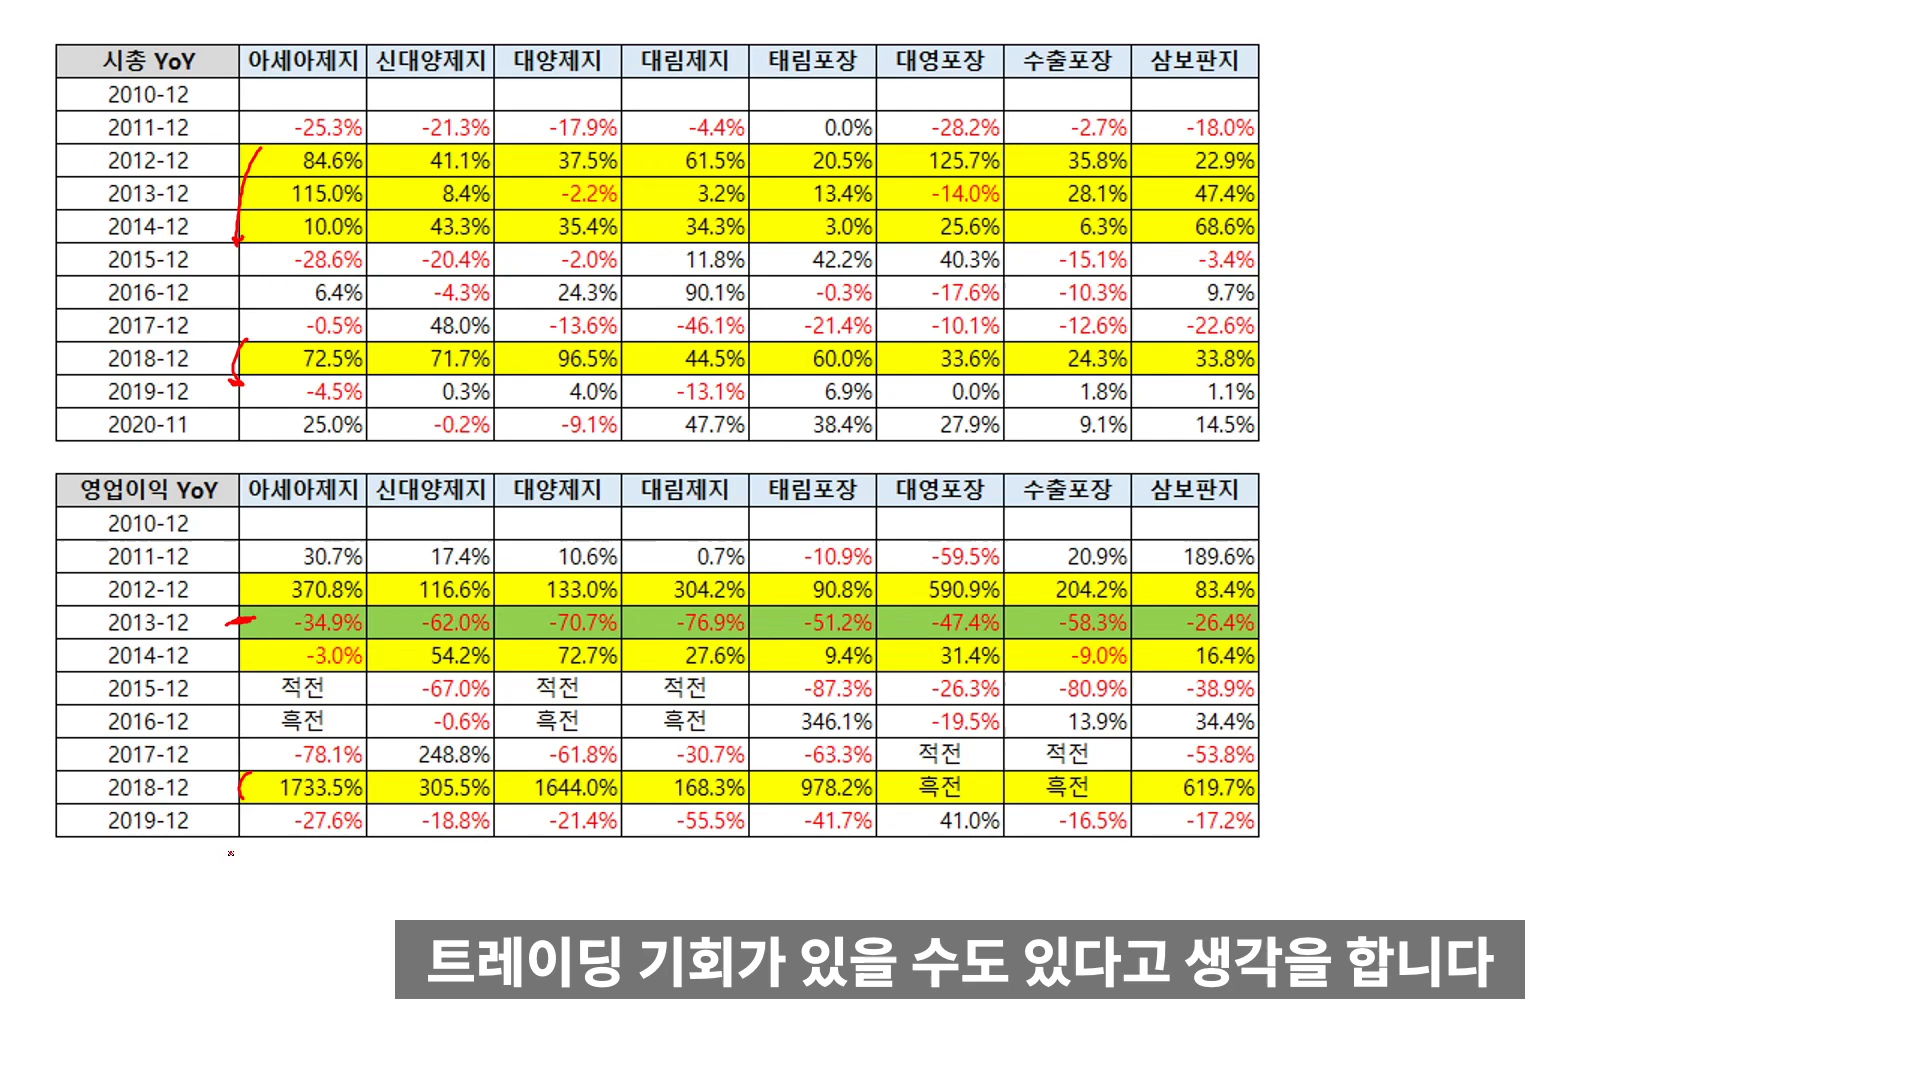 시총 YoY 아세아제지 신대양제지 대양제지 대림제지 태림포장 대영포장 수출포장 삼보판지
2010-12
2011-12 -25.3% -21.3% -17.9% -4.4% 0.0% -28.2% -2.7% -18.0%
2012-12 84.6% 41.1% 37.5% 61.5% 20.5% 125.7% 35.8% 22.9%
2013-12 115.0% 8.4% -2.2% 3.2% 13.4% -14.0% 28.1% 47.4%
2014-12 10.0% 43.3% 35.4% 34.3% 3.0% 25.6% 6.3% 68.6%
2015-12 -28.6% -20.4% -2.0% 11.8% 42.2% 40.3% -15.1% -3.4%
2016-12 6.4% -4.3% 24.3% 90.1% -0.3% -17.6% -10.3% 9.7%
2017-12 -0.5% 48.0% -13.6% -46.1% -21.4% -10.1% -12.6% -22.6%
2018-12 72.5% 71.7% 96.5% 44.5% 60.0% 33.6% 24.3% 33.8%
2019-12 -4.5% 0.3% 4.0% -13.1% 6.9% 0.0% 1.8% 1.1%
2020-11 25.0% -0.2% -9.1% 47.7% 38.4% 27.9% 9.1% 14.5%
영업이익 YoY 아세아제지 신대양제지 대양제지 대림제지 태림포장 대영포장 수출포장 삼보판지
2010-12
2011-12 30.7% 17.4% 10.6% 0.7% -10.9% -59.5% 20.9% 189.6%
2012-12 370.8% 116.6% 133.0% 304.2% 90.8% 590.9% 204.2% 83.4%
2013-12 -34.9% -62.0% -70.7% -76.9% -51.2% -47.4% -58.3% -26.4%
2014-12 -3.0% 54.2% 72.7% 27.6% 9.4% 31.4% -9.0% 16.4%
2015-12 적전 -67.0% 적전 적전 -87.3% -26.3% -80.9% -38.9%
2016-12 흑전 -0.6% 흑전 흑전 346.1% -19.5% 13.9% 34.4%
2017-12 -78.1% 248.8% -61.8% -30.7% -63.3% 적전 적전 -53.8%
2018-12 1733.5% 305.5% 1644.0% 168.3% 978.2% 흑전 흑전 619.7%
2019-12 -27.6% -18.8% -21.4% -55.5% -41.7% 41.0% -16.5% -17.2%
트레이딩 기회가 있을 수도 있다고 생각을 합니다